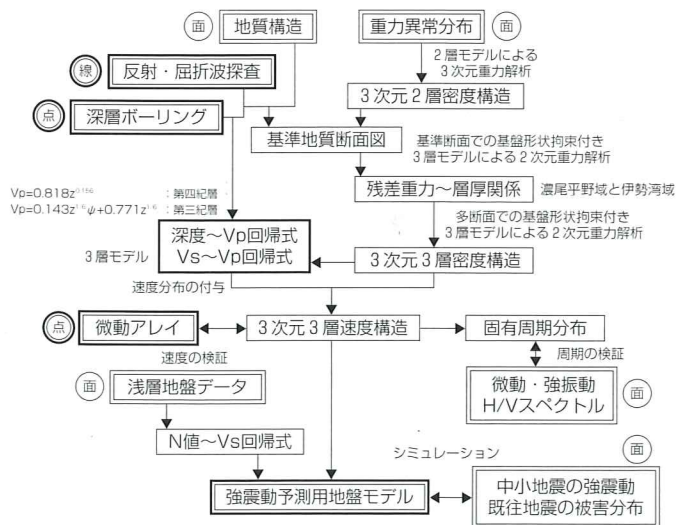 面
地質構造
重力異常分布
面
2層モデルによる
3次元重力解析
線
反射・屈折波探査
3次元2層密度構造
点
深層ボーリング
基準地質断面図
基準断面での基盤形状拘束付き
3層モデルによる2次元重力解析
残差重力～層厚関係
濃尾平野域と伊勢湾域
Vp=0.818z0.156 :第四紀層
Vp=0.143z1/6ψ+0.771z1/6 :第三紀層
多断面での基盤形状拘束付き
3層モデルによる2次元重力解析
3層モデル
深度～Vp回帰式
Vs～Vp回帰式
3次元3層密度構造
速度分布の付与
点
微動アレイ
3次元3層速度構造
固有周期分布
速度の検証
周期の検証
面
浅層地盤データ
微動・強振動
H/Vスペクトル
面
N値～Vs回帰式
シミュレーション
面
強震動予測用地盤モデル
中小地震の強震動
既往地震の被害分布